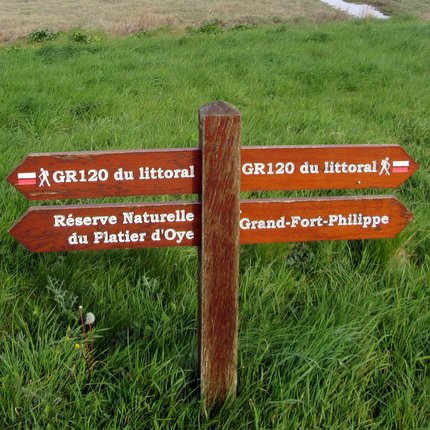 GR120 du littoral
GR120 du littoral
Réserve Naturelle
du Platier d'Oye
Grand-Fort-Philippe